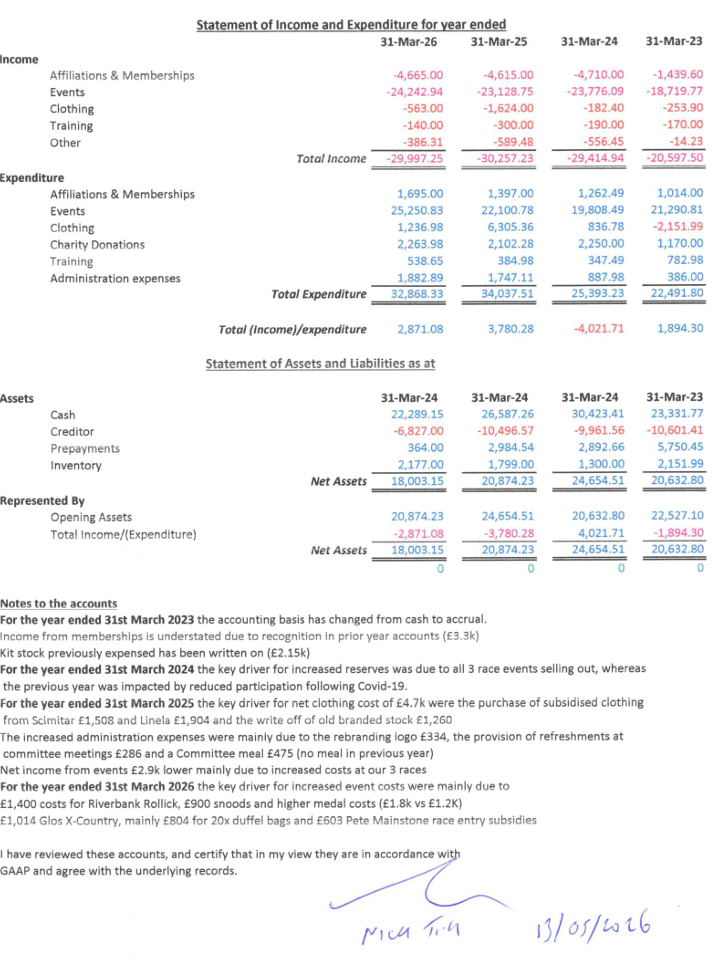 Statement of Income and Expenditure for year ended
31-Mar-26 31-Mar-25 31-Mar-24 31-Mar-23
Income
Affiliations & Memberships -4,665.00 -4,615.00 -4,710.00 -1,439.60
Events -24,242.94 -23,128.75 -23,776.09 -18,719.77
Clothing -563.00 -1,624.00 -182.40 -253.90
Training -140.00 -300.00 -190.00 -170.00
Other -386.31 -589.48 -556.45 -14.23
Total Income -29,997.25 -30,257.23 -29,414.94 -20,597.50
Expenditure
Affiliations & Memberships 1,695.00 1,397.00 1,262.49 1,014.00
Events 25,250.83 22,100.78 19,808.49 21,290.81
Clothing 1,236.98 6,305.36 836.78 -2,151.99
Charity Donations 2,263.98 2,102.28 2,250.00 1,170.00
Training 538.65 384.98 347.49 782.98
Administration expenses 1,882.89 1,747.11 887.98 386.00
Total Expenditure 32,868.33 34,037.51 25,393.23 22,491.80
Total (Income)/expenditure 2,871.08 3,780.28 -4,021.71 1,894.30
Statement of Assets and Liabilities as at
Assets 31-Mar-24 31-Mar-24 31-Mar-24 31-Mar-23
Cash 22,289.15 26,587.26 30,423.41 23,331.77
Creditor -6,827.00 -10,496.57 -9,961.56 -10,601.41
Prepayments 364.00 2,984.54 2,892.66 5,750.45
Inventory 2,177.00 1,799.00 1,300.00 2,151.99
Net Assets 18,003.15 20,874.23 24,654.51 20,632.80
Represented By
Opening Assets 20,874.23 24,654.51 20,632.80 22,527.10
Total Income/(Expenditure) -2,871.08 -3,780.28 4,021.71 -1,894.30
Net Assets 18,003.15 20,874.23 24,654.51 20,632.80
0 0 0 0
Notes to the accounts
For the year ended 31st March 2023 the accounting basis has changed from cash to accrual.
Income from memberships is understated due to recognition in prior year accounts (£3.3k)
Kit stock previously expensed has been written on (£2.15k)
For the year ended 31st March 2024 the key driver for increased reserves was due to all 3 race events selling out, whereas
the previous year was impacted by reduced participation following Covid-19.
For the year ended 31st March 2025 the key driver for net clothing cost of £4.7k were the purchase of subsidised clothing
from Scimitar £1,508 and Linela £1,904 and the write off of old branded stock £1,260
The increased administration expenses were mainly due to the rebranding logo £334, the provision of refreshments at
committee meetings £286 and a Committee meal £475 (no meal in previous year)
Net income from events £2.9k lower mainly due to increased costs at our 3 races
For the year ended 31st March 2026 the key driver for increased event costs were mainly due to
£1,400 costs for Riverbank Rollick, £900 snoods and higher medal costs (£1.8k vs £1.2K)
£1,014 Glos X-Country, mainly £804 for 20x duffel bags and £603 Pete Mainstone race entry subsidies
I have reviewed these accounts, and certify that in my view they are in accordance with
GAAP and agree with the underlying records.
13/05/2026